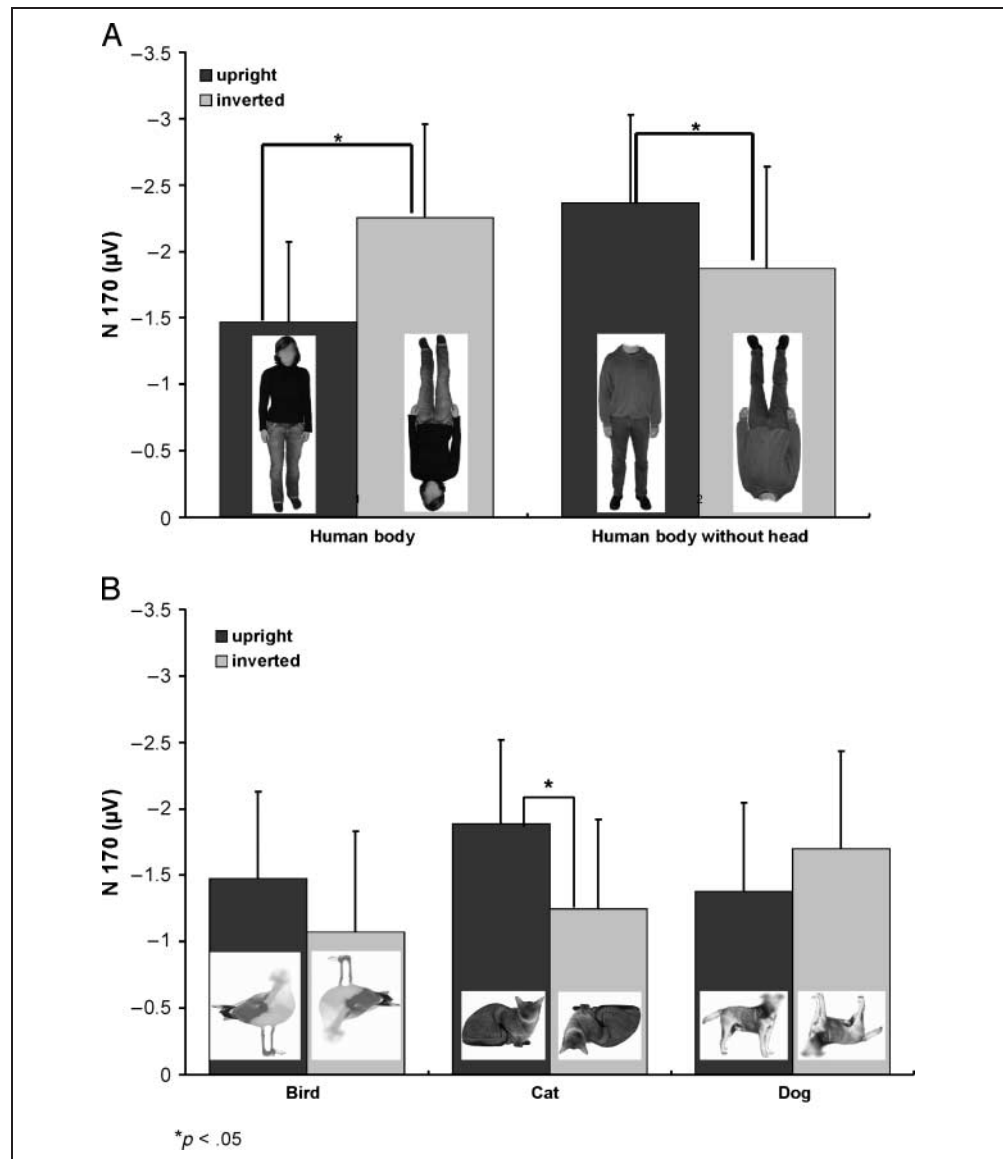 A
−3.5
upright
inverted
−3
−2.5
−2
−1.5
−1
−0.5
0
N 170 (µV)
*
*
1
2
Human body
Human body without head
B
−3.5
upright
inverted
−3
−2.5
−2
−1.5
−1
−0.5
0
N 170 (µV)
*
Bird
Cat
Dog
*p < .05